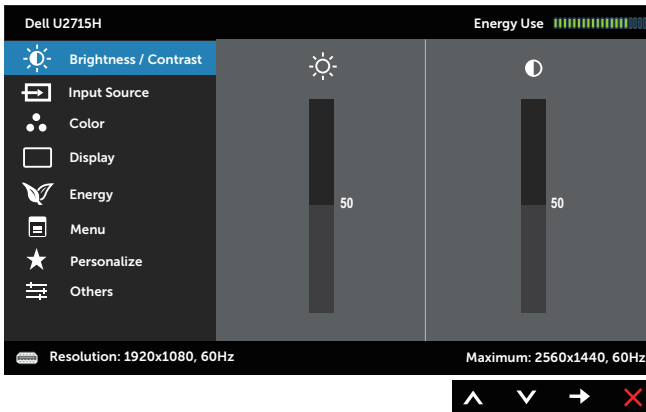 Dell U2715H
Energy Use
Brightness / Contrast
Input Source
Color
Display
Energy
Menu
Personalize
Others
50
50
Resolution: 1920x1080, 60Hz
Maximum: 2560x1440, 60Hz